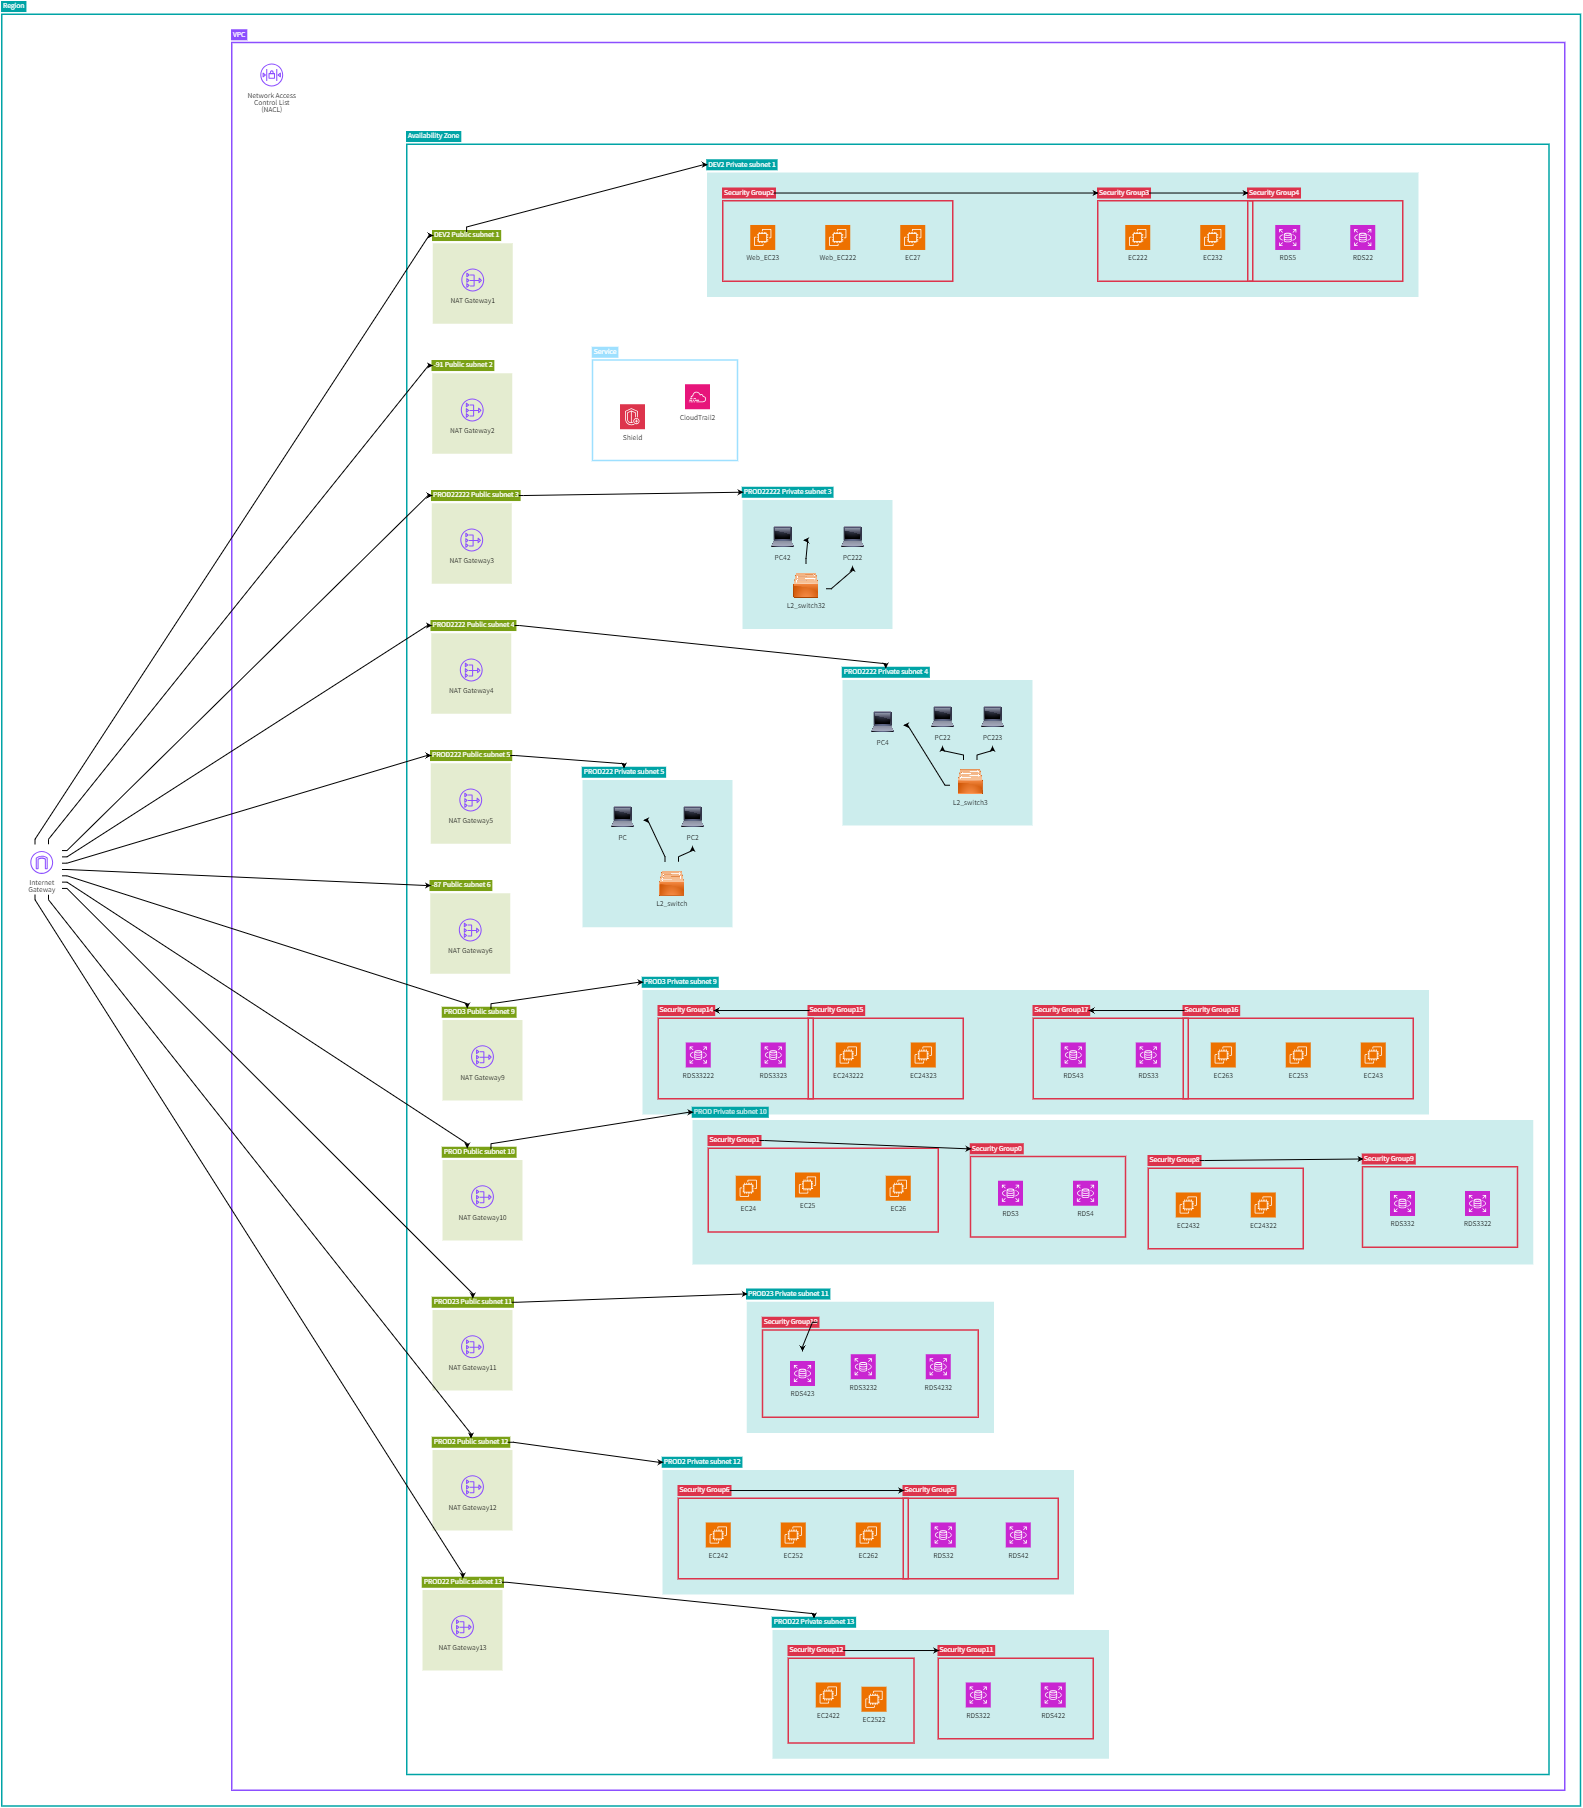 Region
VPC
Network Access
Control List
(NACL)
Availability Zone
DEV2 Private subnet 1
Security Group2
Security Group3
Security Group4
Web_EC23
Web_EC222
EC27
EC222
EC232
RDS5
RDS22
DEV2 Public subnet 1
NAT Gateway1
-91 Public subnet 2
NAT Gateway2
Service
Shield
CloudTrail2
PROD22222 Public subnet 3
NAT Gateway3
PROD22222 Private subnet 3
PC42
PC222
L2_switch32
PROD2222 Public subnet 4
NAT Gateway4
PROD2222 Private subnet 4
PC4
PC22
PC223
L2_switch3
PROD222 Public subnet 5
NAT Gateway5
PROD222 Private subnet 5
PC
PC2
L2_switch
Internet
Gateway
-87 Public subnet 6
NAT Gateway6
PROD3 Public subnet 9
NAT Gateway9
PROD3 Private subnet 9
Security Group14
Security Group15
Security Group17
Security Group16
RDS33222
RDS3323
EC243222
EC24323
RDS43
RDS33
EC263
EC253
EC243
PROD Public subnet 10
NAT Gateway10
PROD Private subnet 10
Security Group1
Security Group0
Security Group8
Security Group9
EC24
EC25
EC26
RDS3
RDS4
EC2432
EC24322
RDS332
RDS3322
PROD23 Public subnet 11
NAT Gateway11
PROD23 Private subnet 11
Security
RDS423
RDS3232
RDS4232
PROD2 Public subnet 12
NAT Gateway12
PROD2 Private subnet 12
Security Group6
Security Group5
EC242
EC252
EC262
RDS32
RDS42
PROD22 Public subnet 13
NAT Gateway13
PROD22 Private subnet 13
Security Group12
Security Group11
EC2422
EC2522
RDS322
RDS422